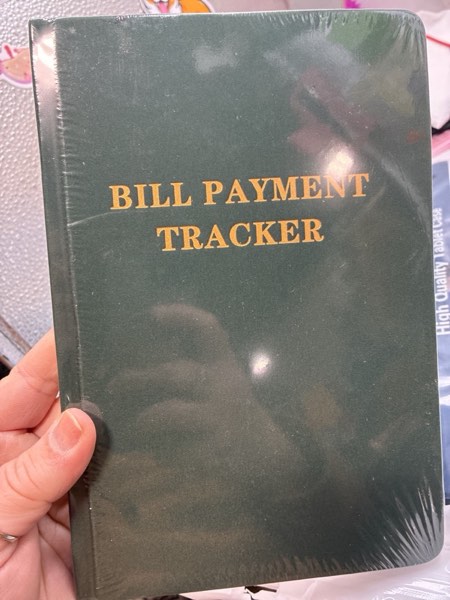 BILL PAYMENT
TRACKER
High Quality Tablet Case